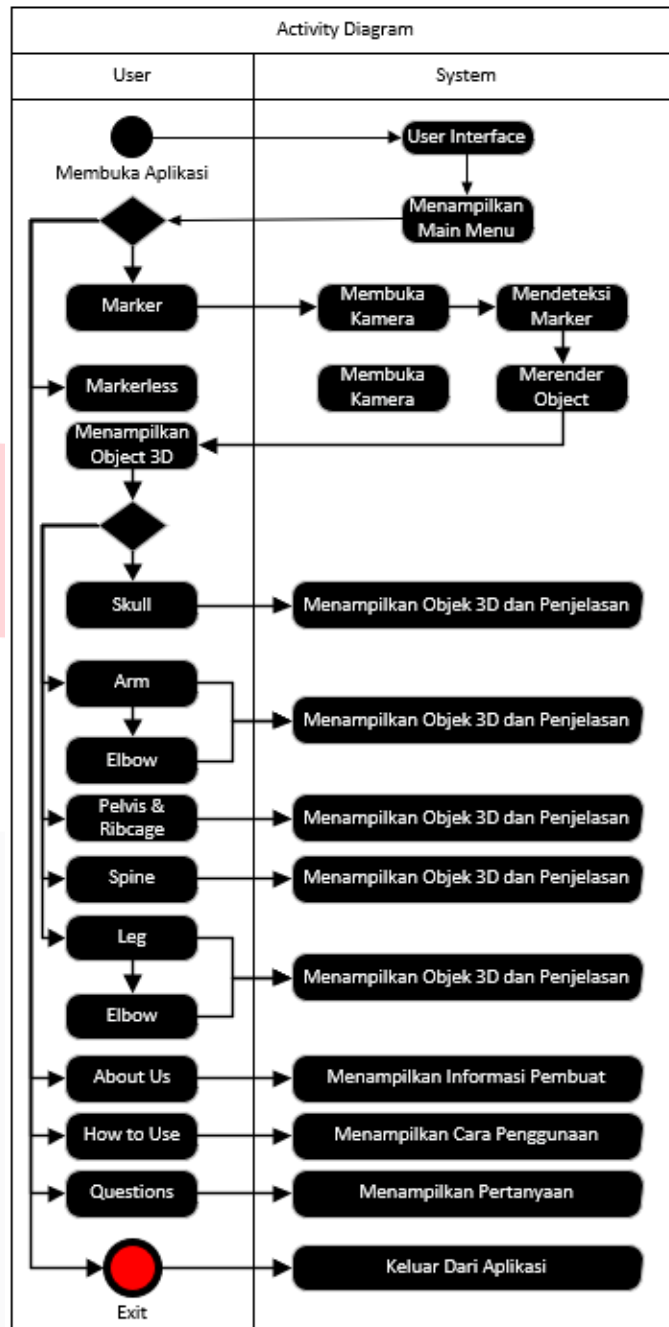 Activity Diagram
User
System
User Interface
Membuka Aplikasi
Menampilkan
Main Menu
Marker
Membuka
Kamera
Mendeteksi
Marker
Markerless
Membuka
Kamera
Merender
Object
Menampilkan
Object 3D
Skull
Menampilkan Objek 3D dan Penjelasan
Arm
Menampilkan Objek 3D dan Penjelasan
Elbow
Pelvis &
Ribcage
Menampilkan Objek 3D dan Penjelasan
Spine
Menampilkan Objek 3D dan Penjelasan
Leg
Menampilkan Objek 3D dan Penjelasan
Elbow
About Us
Menampilkan Informasi Pembuat
How to Use
Menampilkan Cara Penggunaan
Questions
Menampilkan Pertanyaan
Keluar Dari Aplikasi
Exit